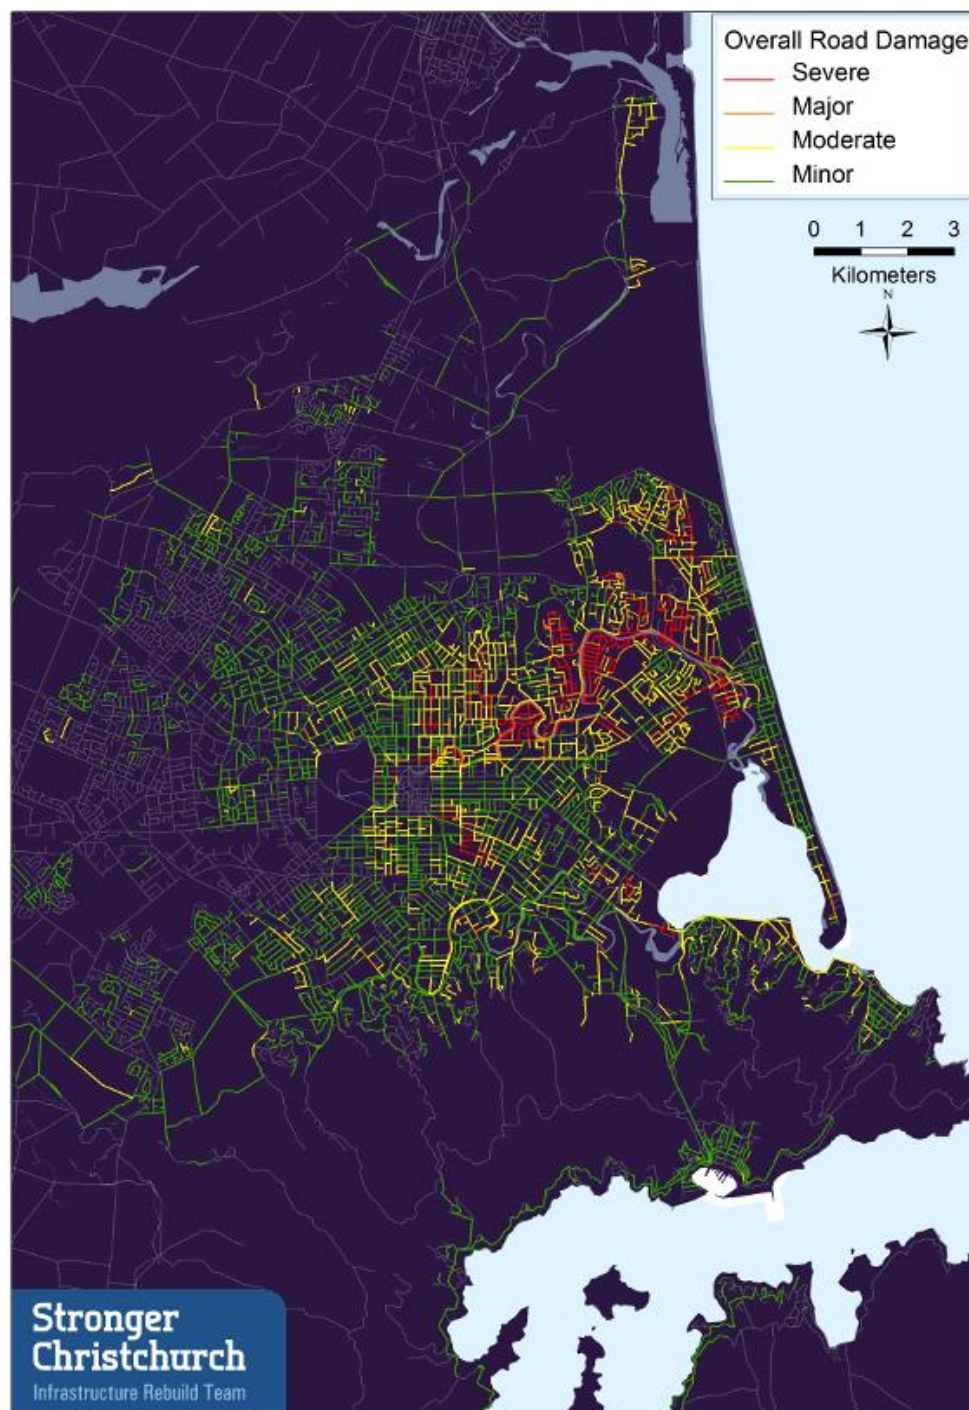 Overall Road Damage
Severe
Major
Moderate
Minor
0 1 2 3
Kilometers
N
Stronger
Christchurch
Infrastructure Rebuild Team